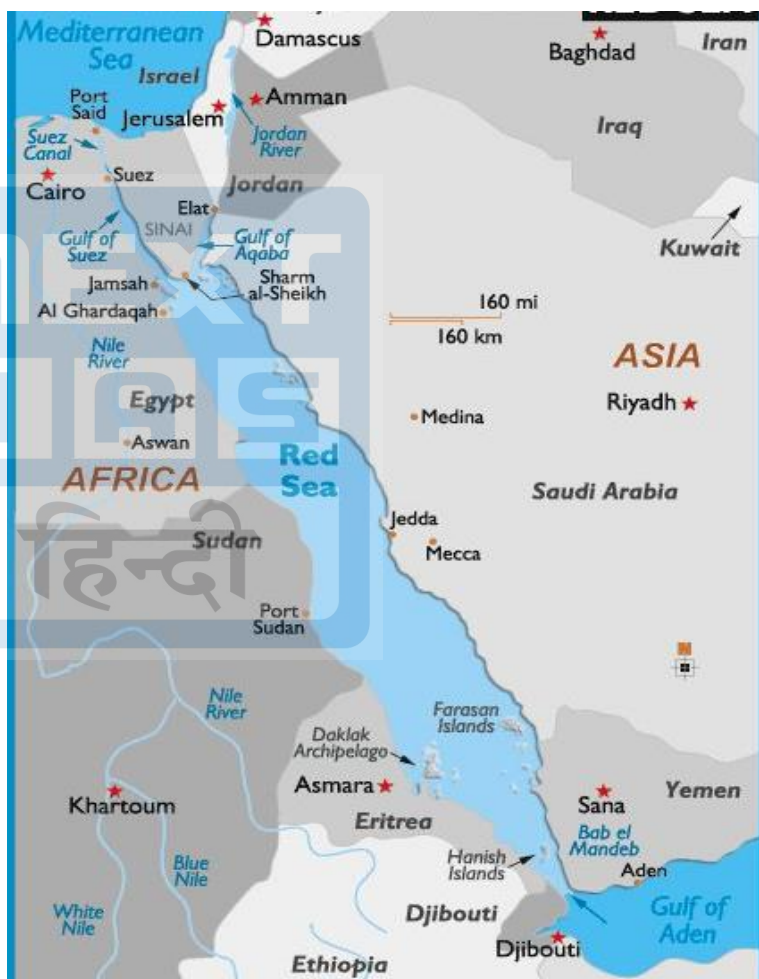 Mediterranean
Sea
Damascus
Baghdad
Iran
Israel
Port
Said
Jerusalem
Amman
Iraq
Suez
Canal
Jordan
River
Cairo
Suez
Jordan
Elat
SINAI
Gulf of
Suez
Gulf of
Aqaba
Kuwait
Jamsah
Sharm
al-Sheikh
Al Ghardaqah
160 mi
160 km
Nile
River
ASIA
Egypt
Medina
Riyadh
Aswan
Red
Sea
AFRICA
Saudi Arabia
Jedda
Sudan
Mecca
हिन्दी
Port
Sudan
N
Nile
River
Farasan
Islands
Daklak
Archipelago
Khartoum
Asmara
Sana
Yemen
Eritrea
Bab el
Mandeb
Blue
Nile
Hanish
Islands
Aden
White
Nile
Djibouti
Gulf of
Aden
Djibouti
Ethiopia